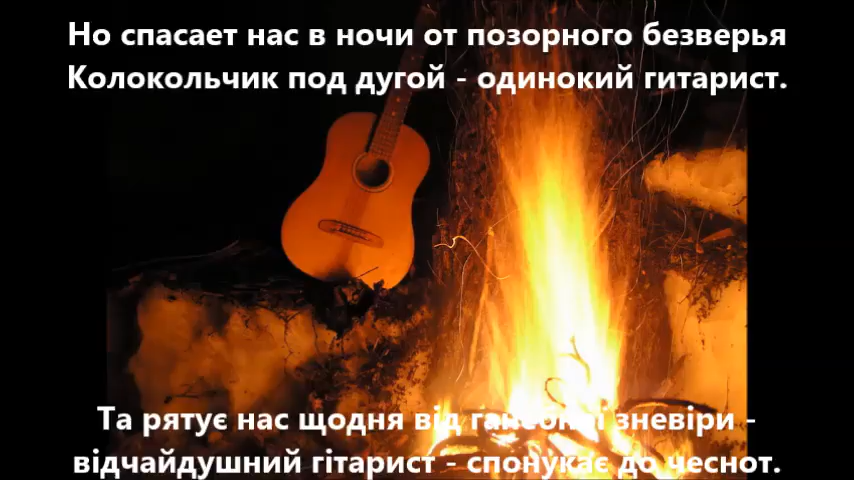 Но спасает нас в ночи от позорного безверья
Колокольчик под дугой - одинокий гитарист.
Та рятує нас щодня від ганебної зневіри -
відчайдушний гітарист - спонукає до чеснот.